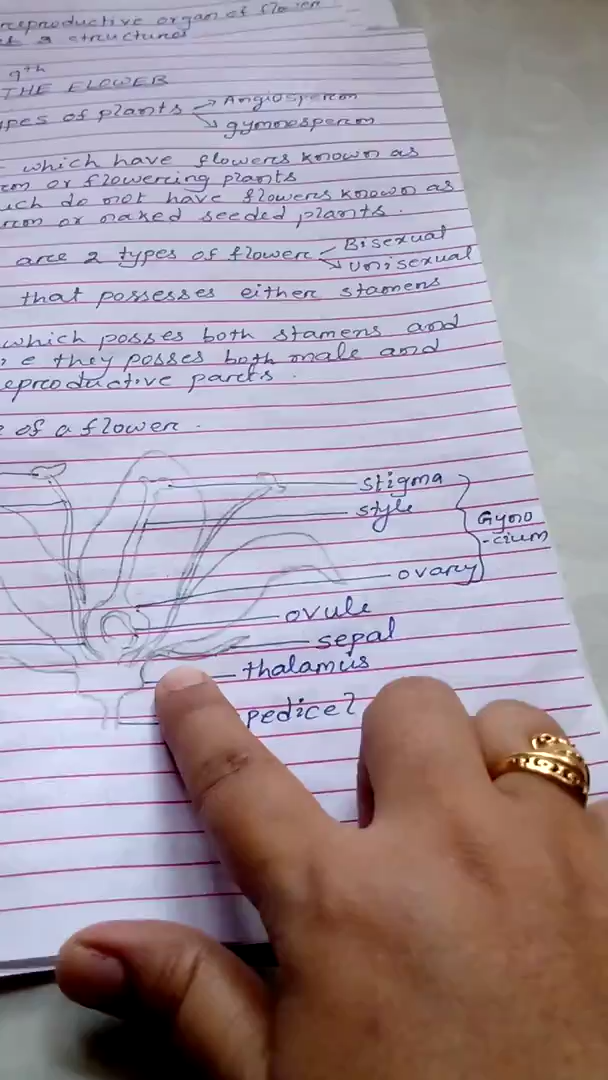 reproductive organ of flower
2 structures
9th
THE FLOWER
types of plants → Angiosperm
→ gymnosperm
- which have flowers known as
or flowering plants
do not have flowers known as
or naked seeded plants.
are 2 types of flower Bisexual
→ Unisexual
that possesses either stamens
which posses both stamens and
they posses both male and
reproductive parts.
of a flower.
stigma
style
Gyno
-cium
ovary
ovule
sepal
thalamus
pedicel